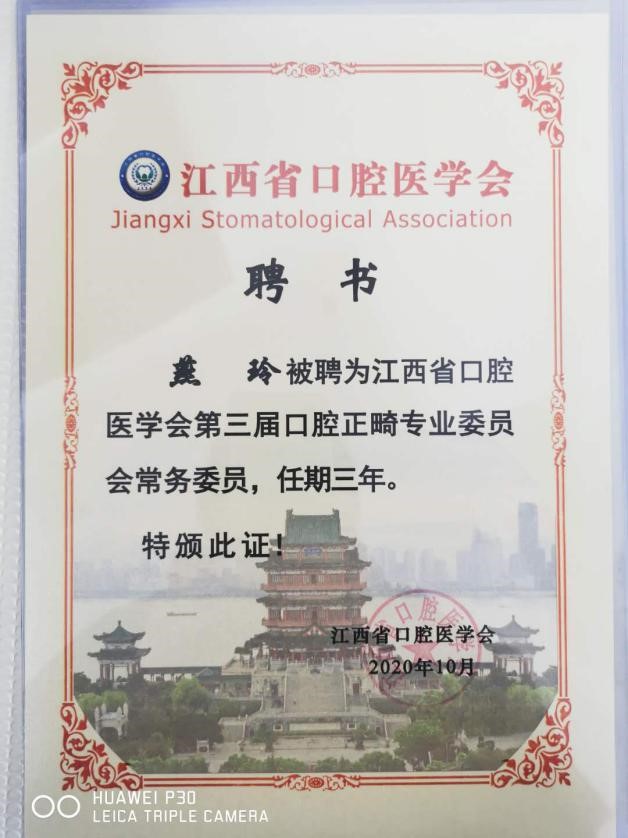 江西省口腔医学会
Jiangxi Stomatological Association
聘 书
燕 玲被聘为江西省口腔
医学会第三届口腔正畸专业委员
会常务委员，任期三年。
特颁此证!
江西省口腔医学会
2020年10月
HUAWEI P30
LEICA TRIPLE CAMERA